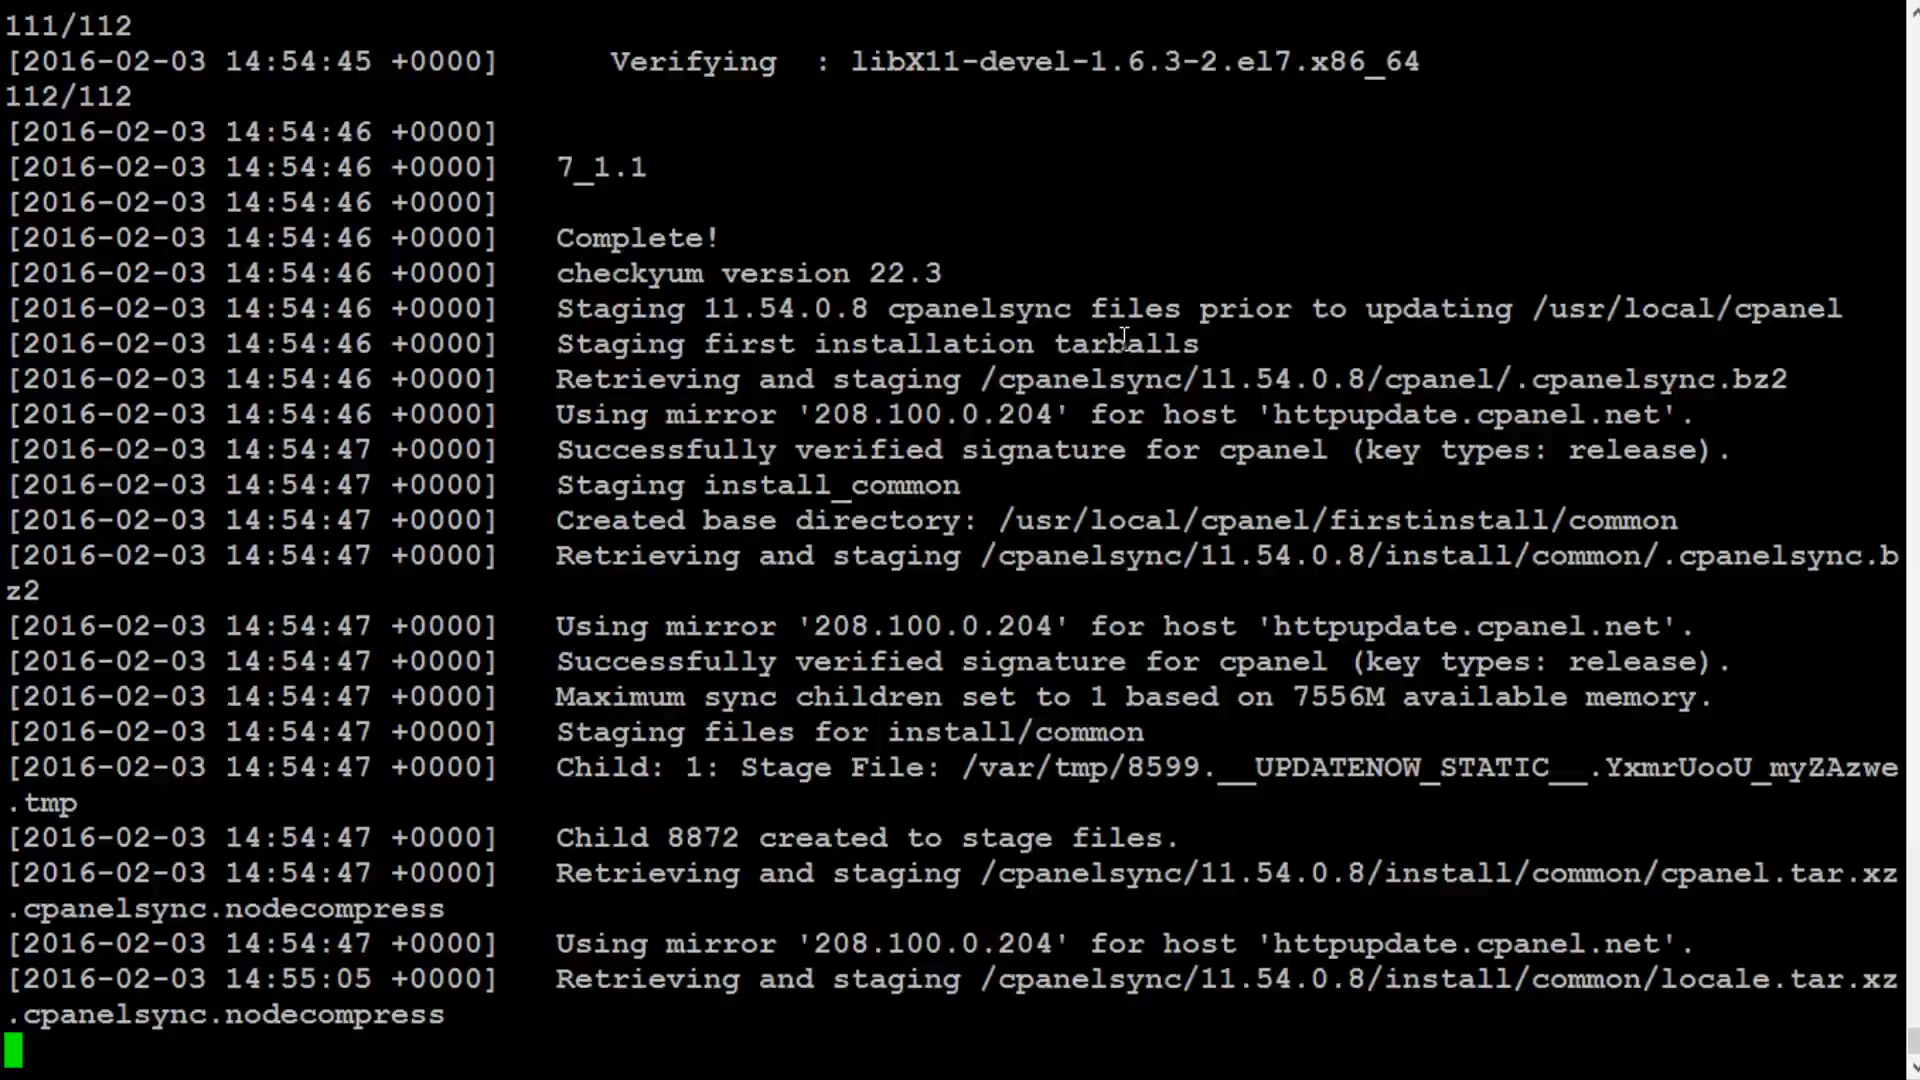 111/112
[2016-02-03 14:54:45 +0000]      Verifying  : libX11-devel-1.6.3-2.el7.x86_64
112/112
[2016-02-03 14:54:46 +0000]
[2016-02-03 14:54:46 +0000]   7_1.1
[2016-02-03 14:54:46 +0000]
[2016-02-03 14:54:46 +0000]   Complete!
[2016-02-03 14:54:46 +0000]   checkyum version 22.3
[2016-02-03 14:54:46 +0000]   Staging 11.54.0.8 cpanelsync files prior to updating /usr/local/cpanel
[2016-02-03 14:54:46 +0000]   Staging first installation tarballs
[2016-02-03 14:54:46 +0000]   Retrieving and staging /cpanelsync/11.54.0.8/cpanel/.cpanelsync.bz2
[2016-02-03 14:54:46 +0000]   Using mirror '208.100.0.204' for host 'httpupdate.cpanel.net'.
[2016-02-03 14:54:47 +0000]   Successfully verified signature for cpanel (key types: release).
[2016-02-03 14:54:47 +0000]   Staging install_common
[2016-02-03 14:54:47 +0000]   Created base directory: /usr/local/cpanel/firstinstall/common
[2016-02-03 14:54:47 +0000]   Retrieving and staging /cpanelsync/11.54.0.8/install/common/.cpanelsync.b
z2
[2016-02-03 14:54:47 +0000]   Using mirror '208.100.0.204' for host 'httpupdate.cpanel.net'.
[2016-02-03 14:54:47 +0000]   Successfully verified signature for cpanel (key types: release).
[2016-02-03 14:54:47 +0000]   Maximum sync children set to 1 based on 7556M available memory.
[2016-02-03 14:54:47 +0000]   Staging files for install/common
[2016-02-03 14:54:47 +0000]   Child: 1: Stage File: /var/tmp/8599.__UPDATENOW_STATIC__.YxmrUooU_myZAzwe
.tmp
[2016-02-03 14:54:47 +0000]   Child 8872 created to stage files.
[2016-02-03 14:54:47 +0000]   Retrieving and staging /cpanelsync/11.54.0.8/install/common/cpanel.tar.xz
.cpanelsync.nodecompress
[2016-02-03 14:54:47 +0000]   Using mirror '208.100.0.204' for host 'httpupdate.cpanel.net'.
[2016-02-03 14:55:05 +0000]   Retrieving and staging /cpanelsync/11.54.0.8/install/common/locale.tar.xz
.cpanelsync.nodecompress